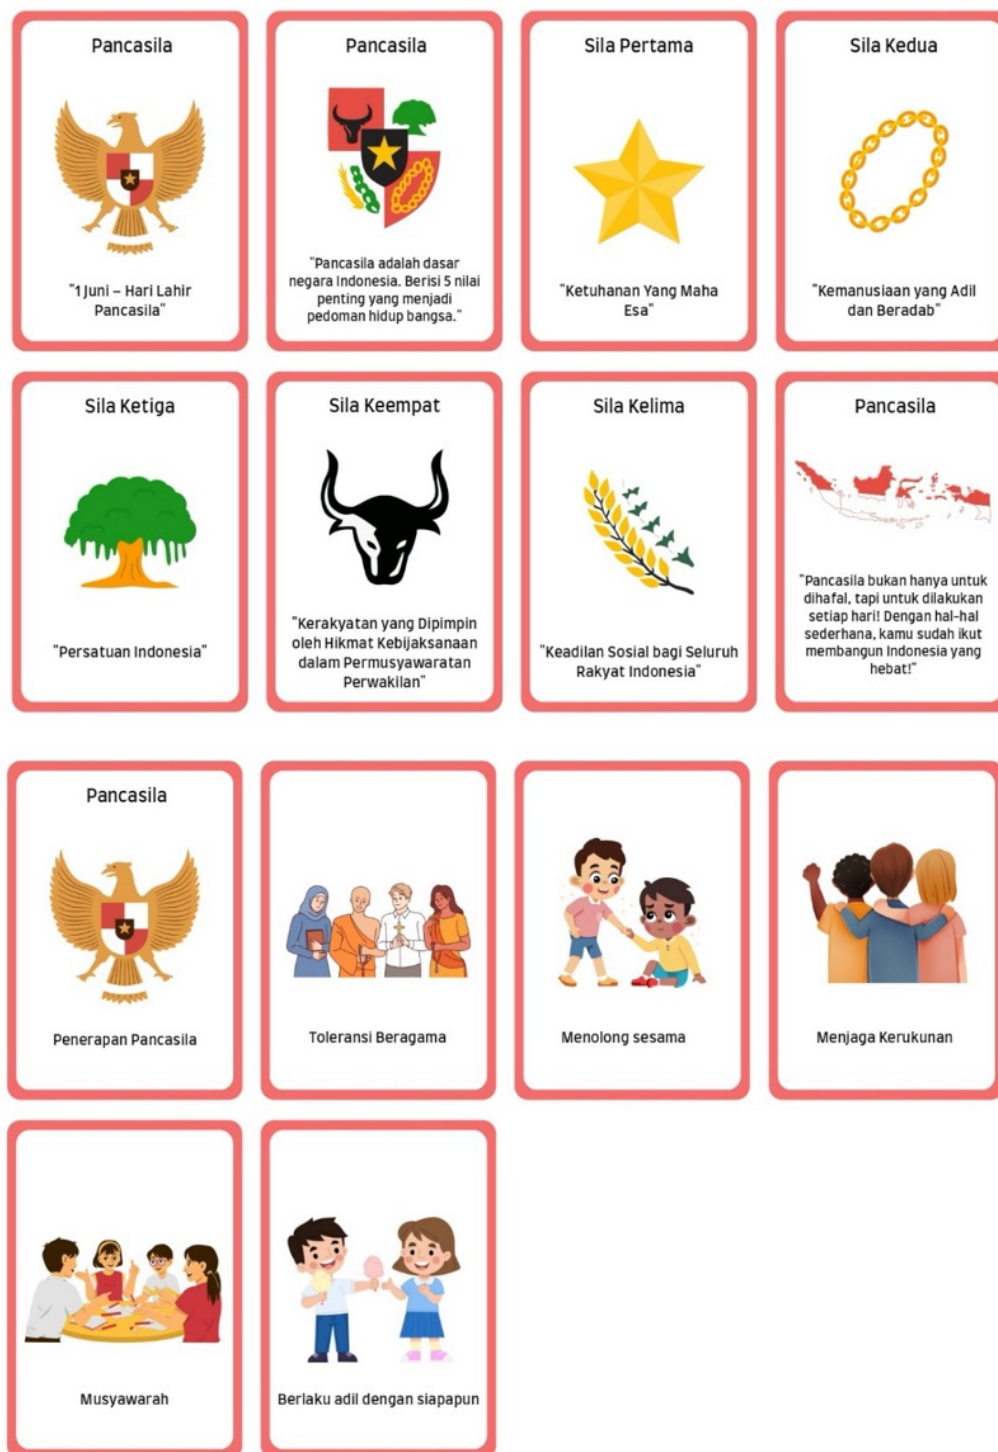 Pancasila
"1 Juni – Hari Lahir
Pancasila"
Pancasila
"Pancasila adalah dasar
negara Indonesia. Berisi 5 nilai
penting yang menjadi
pedoman hidup bangsa."
Sila Pertama
"Ketuhanan Yang Maha
Esa"
Sila Kedua
"Kemanusiaan yang Adil
dan Beradab"
Sila Ketiga
"Persatuan Indonesia"
Sila Keempat
"Kerakyatan yang Dipimpin
oleh Hikmat Kebijaksanaan
dalam Permusyawaratan
Perwakilan"
Sila Kelima
"Keadilan Sosial bagi Seluruh
Rakyat Indonesia"
Pancasila
"Pancasila bukan hanya untuk
dihafal, tapi untuk dilakukan
setiap hari! Dengan hal-hal
sederhana, kamu sudah ikut
membangun Indonesia yang
hebat!"
Pancasila
Penerapan Pancasila
Toleransi Beragama
Menolong sesama
Menjaga Kerukunan
Musyawarah
Berlaku adil dengan siapapun